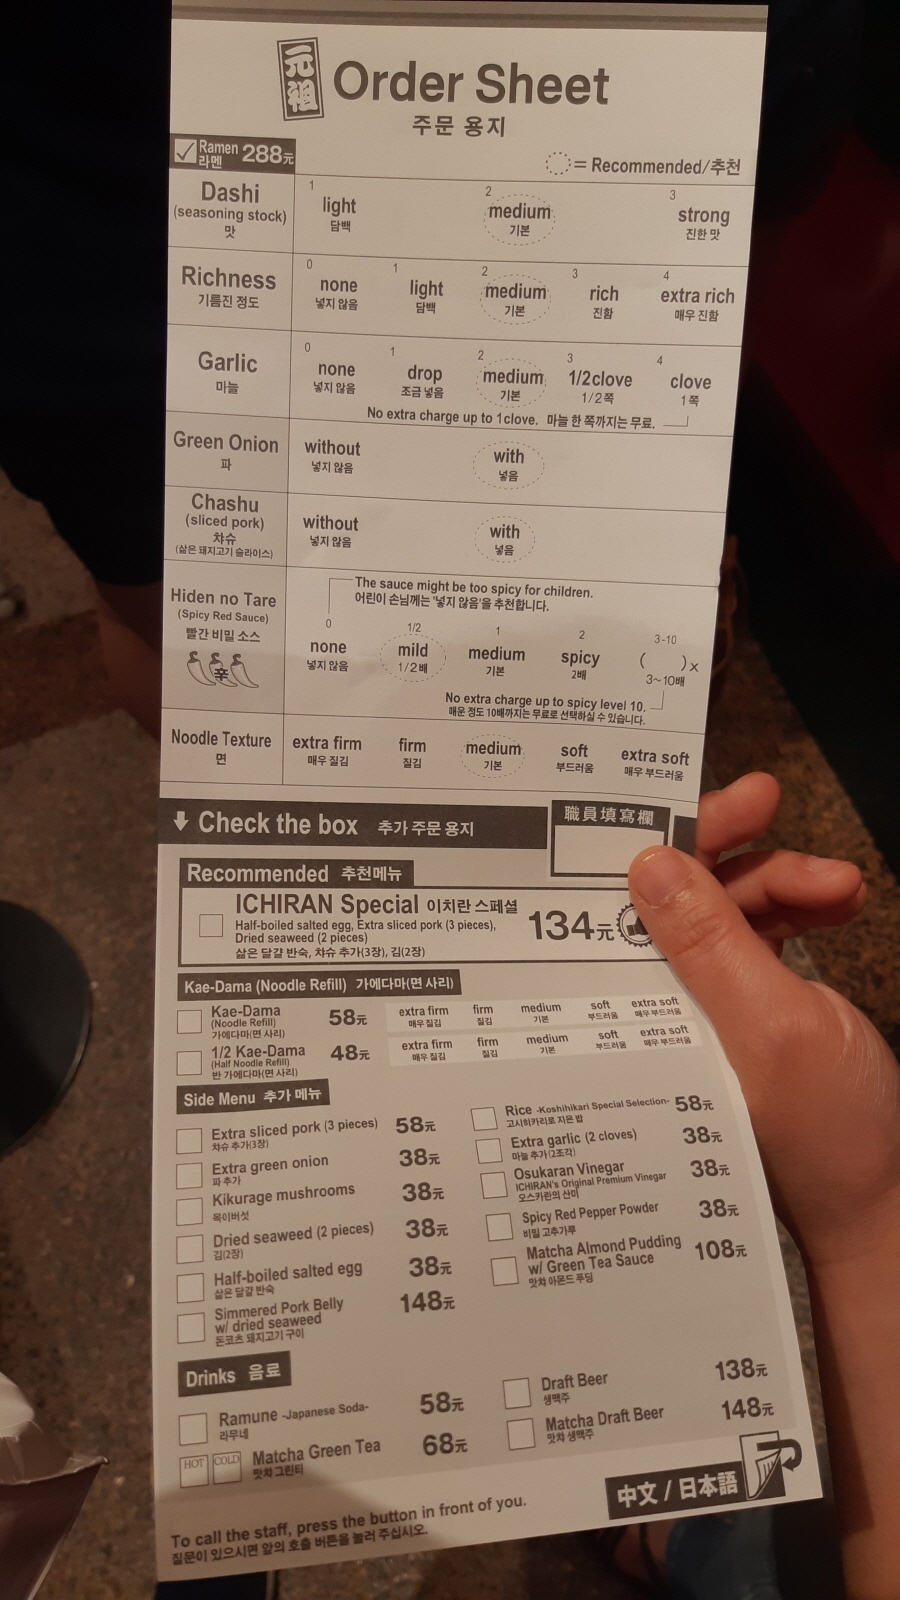 元祖
Order Sheet
주문 용지
Ramen 288元
라멘
= Recommended/추천
Dashi
(seasoning stock)
맛
1 2 3
light medium strong
담백 기본 진한 맛
Richness
기름진 정도
0 1 2 3 4
none light medium rich extra rich
넣지 않음 담백 기본 진함 매우 진함
Garlic
마늘
0 1 2 3 4
none drop medium 1/2clove clove
넣지 않음 조금 넣음 기본 1/2쪽 1쪽
No extra charge up to 1clove. 마늘 한 쪽까지는 무료.
Green Onion
파
without with
넣지 않음 넣음
Chashu
(sliced pork)
챠슈
(삶은 돼지고기 슬라이스)
without with
넣지 않음 넣음
Hiden no Tare
(Spicy Red Sauce)
빨간 비밀 소스
辛
The sauce might be too spicy for children.
어린이 손님께는 '넣지 않음'을 추천합니다.
0 1/2 1 2 3-10
none mild medium spicy ( )x
넣지 않음 1/2배 기본 2배 3~10배
No extra charge up to spicy level 10.
매운 정도 10배까지는 무료로 선택하실 수 있습니다.
Noodle Texture
면
extra firm firm medium soft extra soft
매우 질김 질김 기본 부드러움 매우 부드러움
Check the box 추가 주문 용지
職員填寫欄
Recommended 추천메뉴
ICHIRAN Special 이치란 스페셜
Half-boiled salted egg, Extra sliced pork (3 pieces),
Dried seaweed (2 pieces)
삶은 달걀 반숙, 챠슈 추가(3장), 김(2장)
134元
Kae-Dama (Noodle Refill) 가에다마(면 사리)
Kae-Dama 58元
(Noodle Refill)
가에다마(면 사리)
extra firm firm medium soft extra soft
매우 질김 질김 기본 부드러움 매우 부드러움
1/2 Kae-Dama 48元
(Half Noodle Refill)
반 가에다마(면 사리)
extra firm firm medium soft extra soft
매우 질김 질김 기본 부드러움 매우 부드러움
Side Menu 추가 메뉴
Extra sliced pork (3 pieces) 58元
챠슈 추가(3장)
Extra green onion 38元
파 추가
Kikurage mushrooms 38元
목이버섯
Dried seaweed (2 pieces) 38元
김(2장)
Half-boiled salted egg 38元
삶은 달걀 반숙
Simmered Pork Belly 148元
w/ dried seaweed
돈코츠 돼지고기 구이
Rice -Koshihikari Special Selection- 58元
고시히카리로 지은 밥
Extra garlic (2 cloves) 38元
마늘 추가(2조각)
Osukaran Vinegar 38元
ICHIRAN's Original Premium Vinegar
오스카란의 산미
Spicy Red Pepper Powder 38元
비밀 고추가루
Matcha Almond Pudding 108元
w/ Green Tea Sauce
맛챠 아몬드 푸딩
Drinks 음료
Ramune -Japanese Soda- 58元
라무네
HOT COLD Matcha Green Tea 68元
맛챠 그린티
Draft Beer 138元
생맥주
Matcha Draft Beer 148元
맛챠 생맥주
To call the staff, press the button in front of you.
질문이 있으시면 앞의 호출 버튼을 눌러 주십시오.
中文 / 日本語